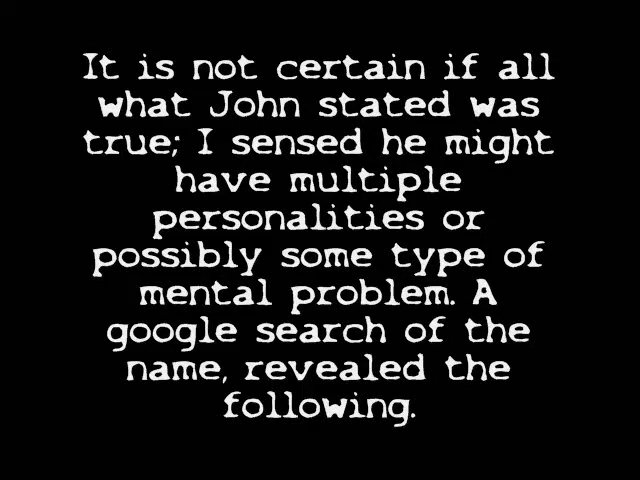 It is not certain if all
what John stated was
true; I sensed he might
have multiple
personalities or
possibly some type of
mental problem. A
google search of the
name, revealed the
following.